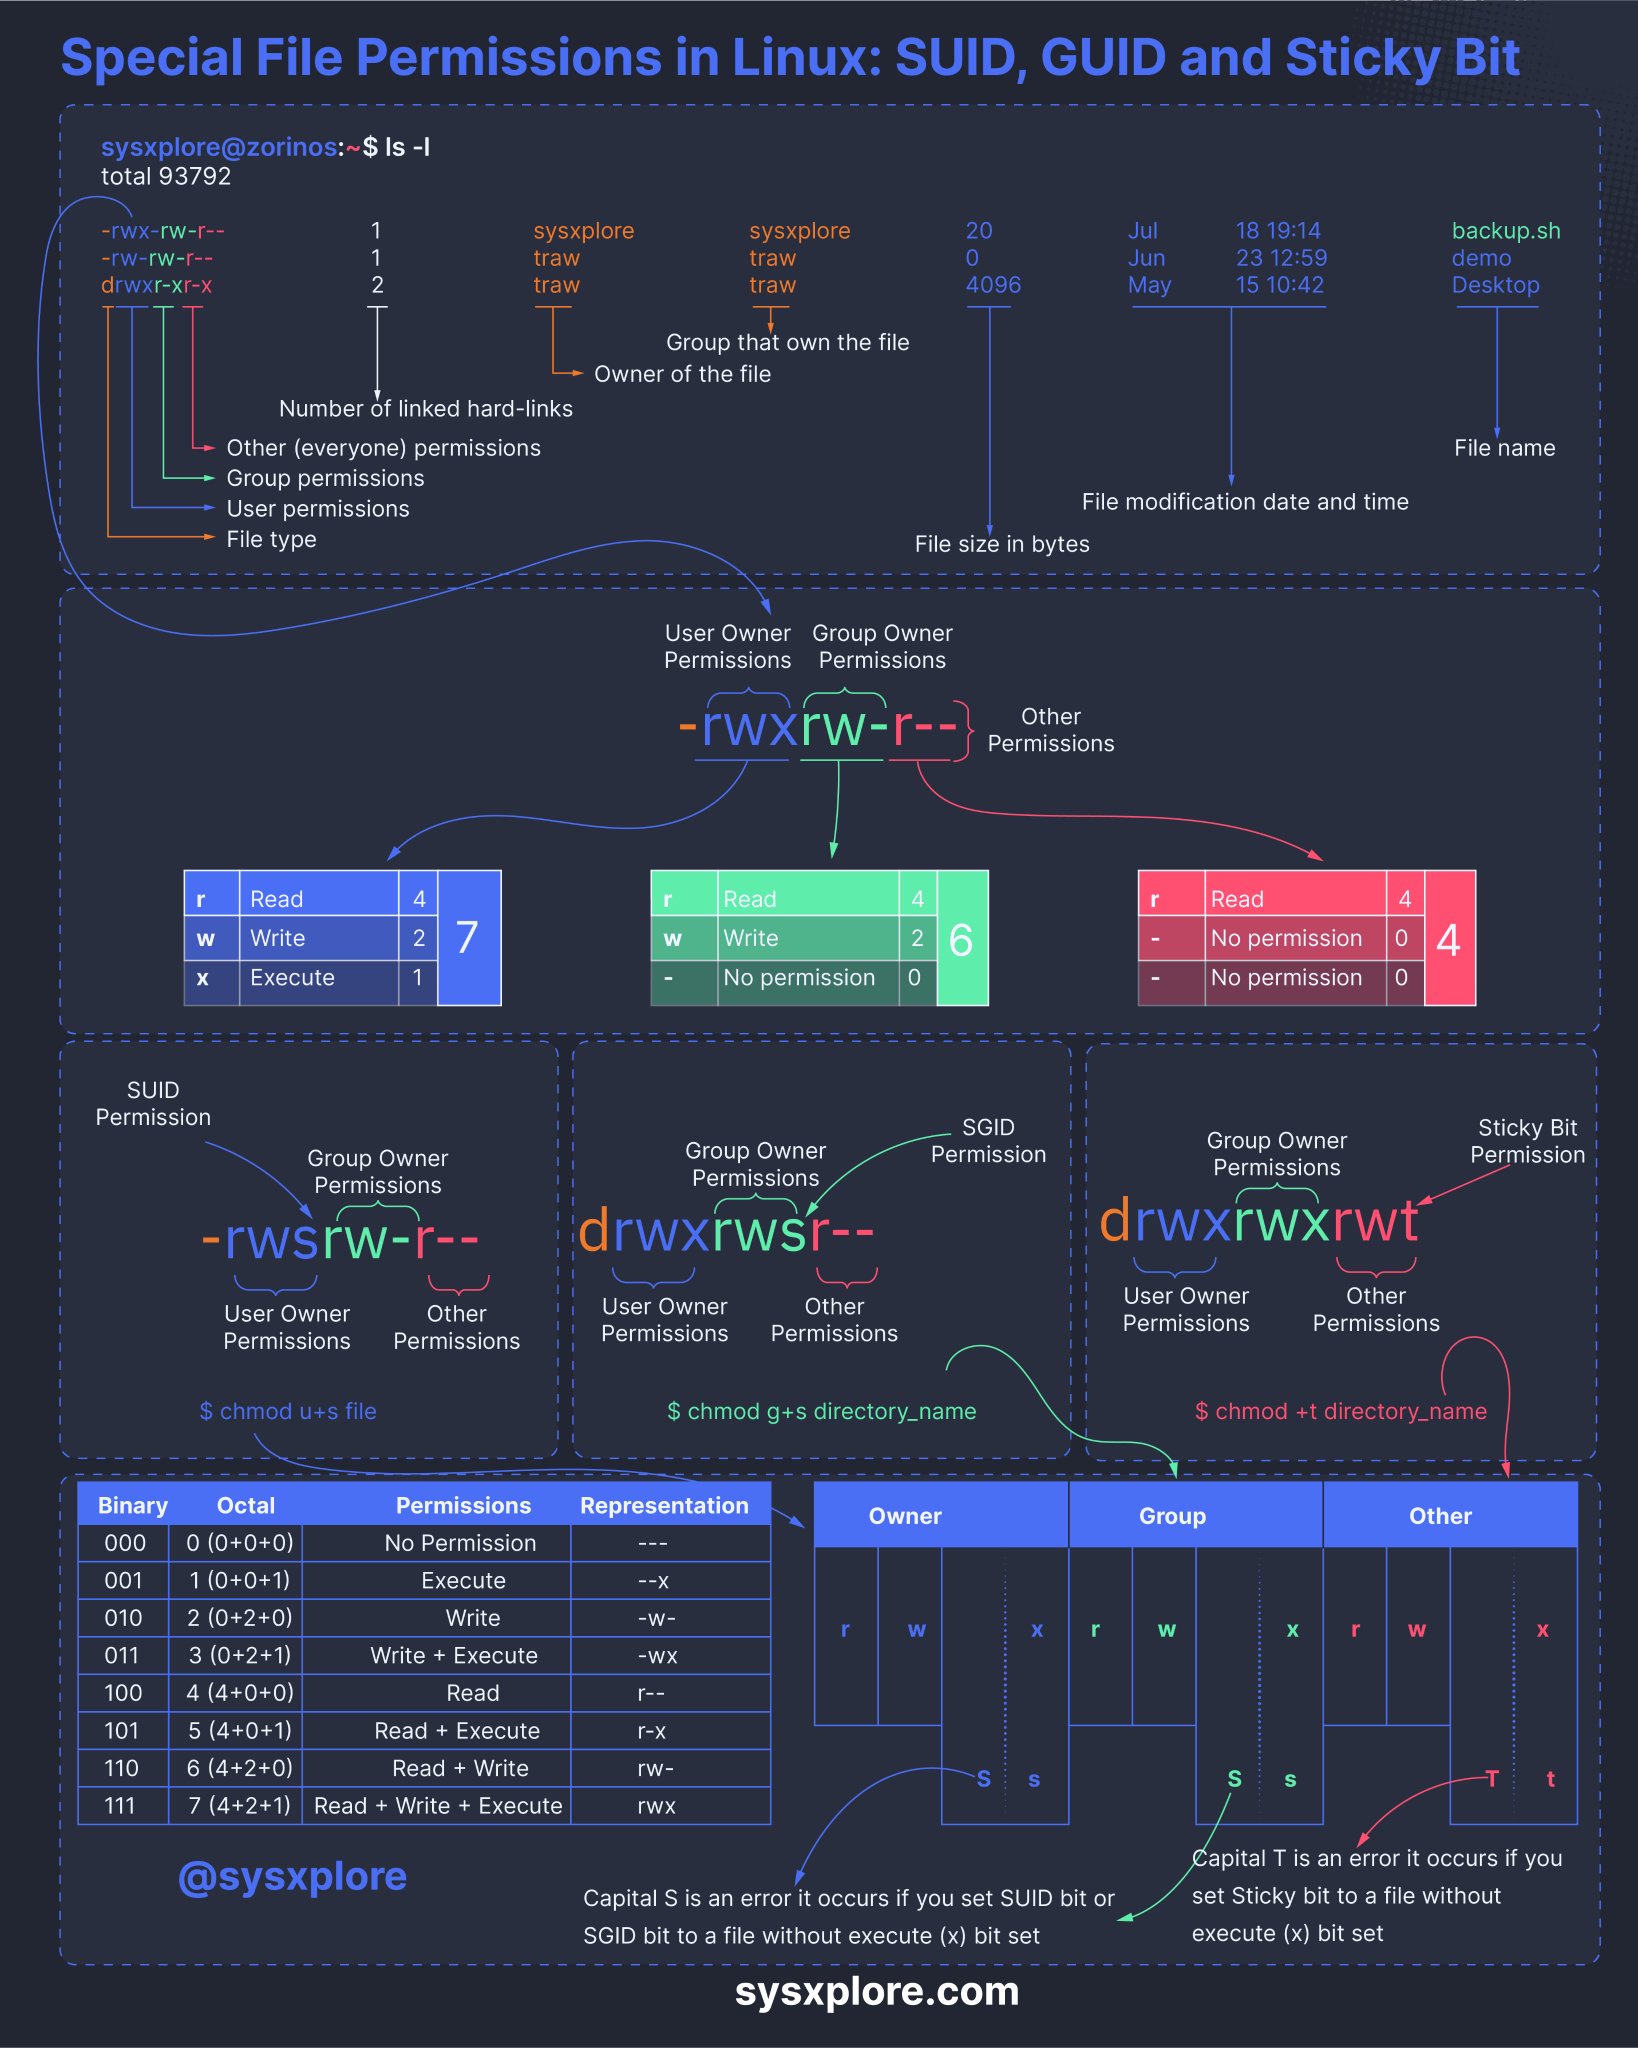 Special File Permissions in Linux: SUID, GUID and Sticky Bit
sysxplore@zorinos:~$ ls -l
total 93792
-rwx-rw-r-- 1 sysxplore sysxplore 20 Jul 18 19:14 backup.sh
-rw-rw-r-- 1 traw traw 0 Jun 23 12:59 demo
drwxr-xr-x 2 traw traw 4096 May 15 10:42 Desktop
Group that own the file
Owner of the file
Number of linked hard-links
Other (everyone) permissions
Group permissions
User permissions
File type
File name
File modification date and time
File size in bytes
User Owner
Permissions
Group Owner
Permissions
-rwxrw-r--
Other
Permissions
r Read 4
w Write 2
x Execute 1
7
r Read 4
w Write 2
- No permission 0
6
r Read 4
- No permission 0
- No permission 0
4
SUID
Permission
Group Owner
Permissions
-rwsrw-r--
User Owner
Permissions
Other
Permissions
$ chmod u+s file
SGID
Permission
Group Owner
Permissions
drwxrwsr--
User Owner
Permissions
Other
Permissions
$ chmod g+s directory_name
Sticky Bit
Permission
Group Owner
Permissions
drwxrwxrwt
User Owner
Permissions
Other
Permissions
$ chmod +t directory_name
Binary Octal Permissions Representation
000 0 (0+0+0) No Permission ---
001 1 (0+0+1) Execute --x
010 2 (0+2+0) Write -w-
011 3 (0+2+1) Write + Execute -wx
100 4 (4+0+0) Read r--
101 5 (4+0+1) Read + Execute r-x
110 6 (4+2+0) Read + Write rw-
111 7 (4+2+1) Read + Write + Execute rwx
Owner Group Other
r w x r w x r w x
S s S s T t
@sysxplore
Capital S is an error it occurs if you set SUID bit or
SGID bit to a file without execute (x) bit set
Capital T is an error it occurs if you
set Sticky bit to a file without
execute (x) bit set
sysxplore.com